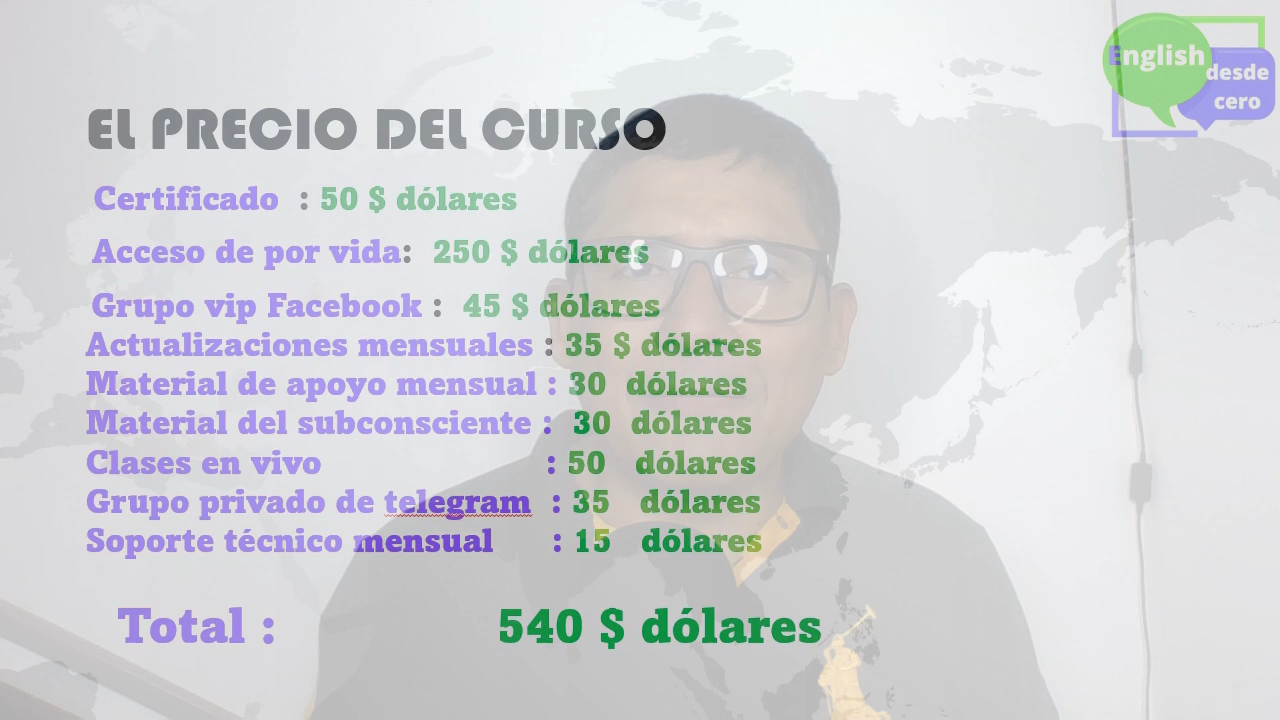 English
desde
cero
EL PRECIO DEL CURSO
Certificado : 50 $ dólares
Acceso de por vida: 250 $ dólares
Grupo vip Facebook : 45 $ dólares
Actualizaciones mensuales : 35 $ dólares
Material de apoyo mensual : 30 dólares
Material del subconsciente : 30 dólares
Clases en vivo : 50 dólares
Grupo privado de telegram : 35 dólares
Soporte técnico mensual : 15 dólares
Total : 540 $ dólares